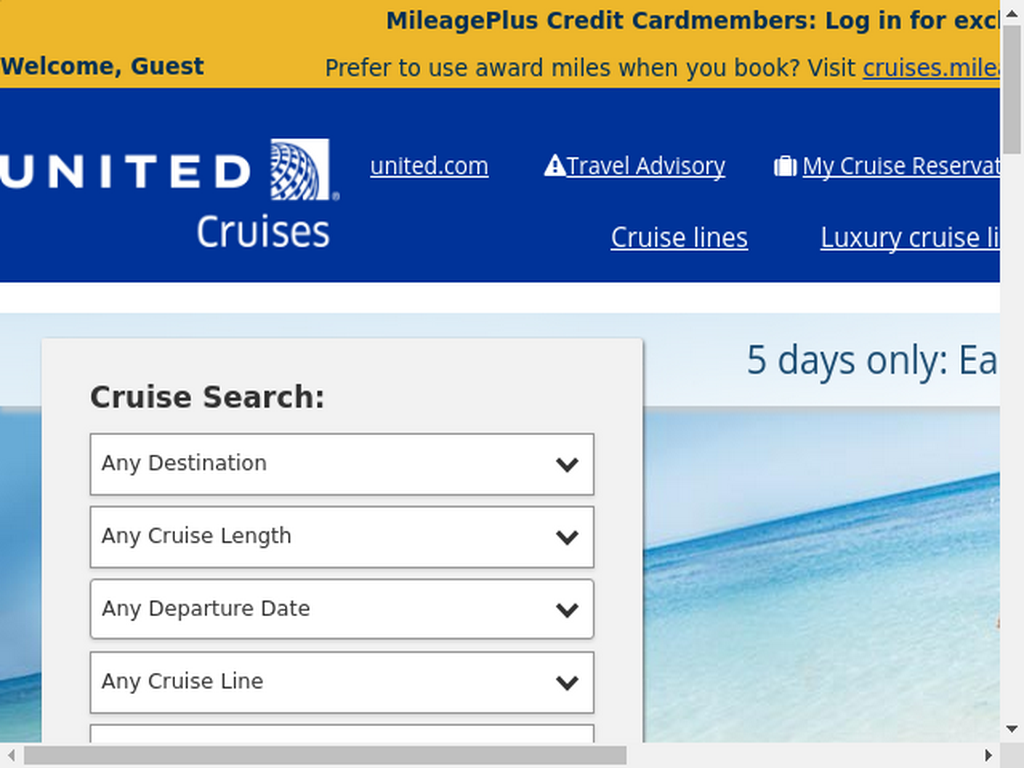 MileagePlus Credit Cardmembers: Log in for
Welcome, Guest
Prefer to use award miles when you book? Visit cruises.mile
UNITED
Cruises
united.com
Travel Advisory
My Cruise Reservat
Cruise lines
Luxury cruise li
5 days only: Ea
Cruise Search:
Any Destination
Any Cruise Length
Any Departure Date
Any Cruise Line